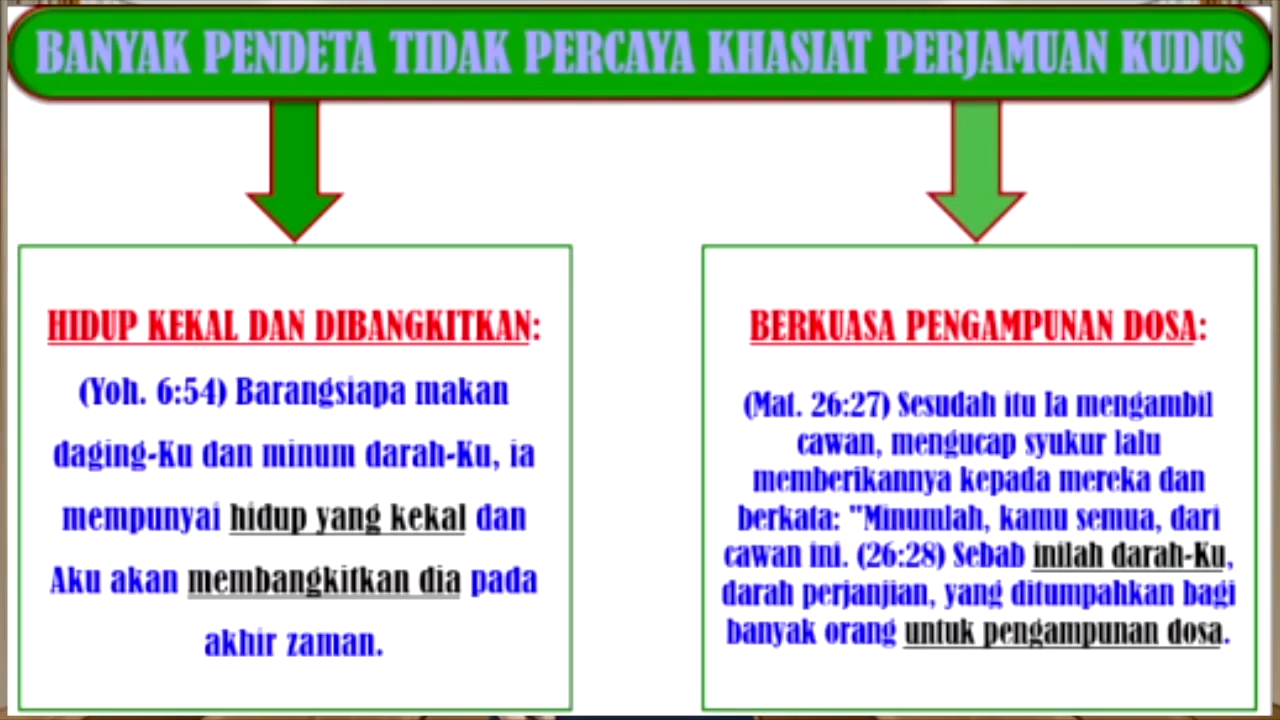 BANYAK PENDETA TIDAK PERCAYA KHASIAT PERJAMUAN KUDUS
HIDUP KEKAL DAN DIBANGKITKAN:
(Yoh. 6:54) Barangsiapa makan
daging-Ku dan minum darah-Ku, ia
mempunyai hidup yang kekal dan
Aku akan membangkitkan dia pada
akhir zaman.
BERKUASA PENGAMPUNAN DOSA:
(Mat. 26:27) Sesudah itu Ia mengambil
cawan, mengucap syukur lalu
memberikannya kepada mereka dan
berkata: "Minumlah, kamu semua, dari
cawan ini. (26:28) Sebab inilah darah-Ku,
darah perjanjian, yang ditumpahkan bagi
banyak orang untuk pengampunan dosa.